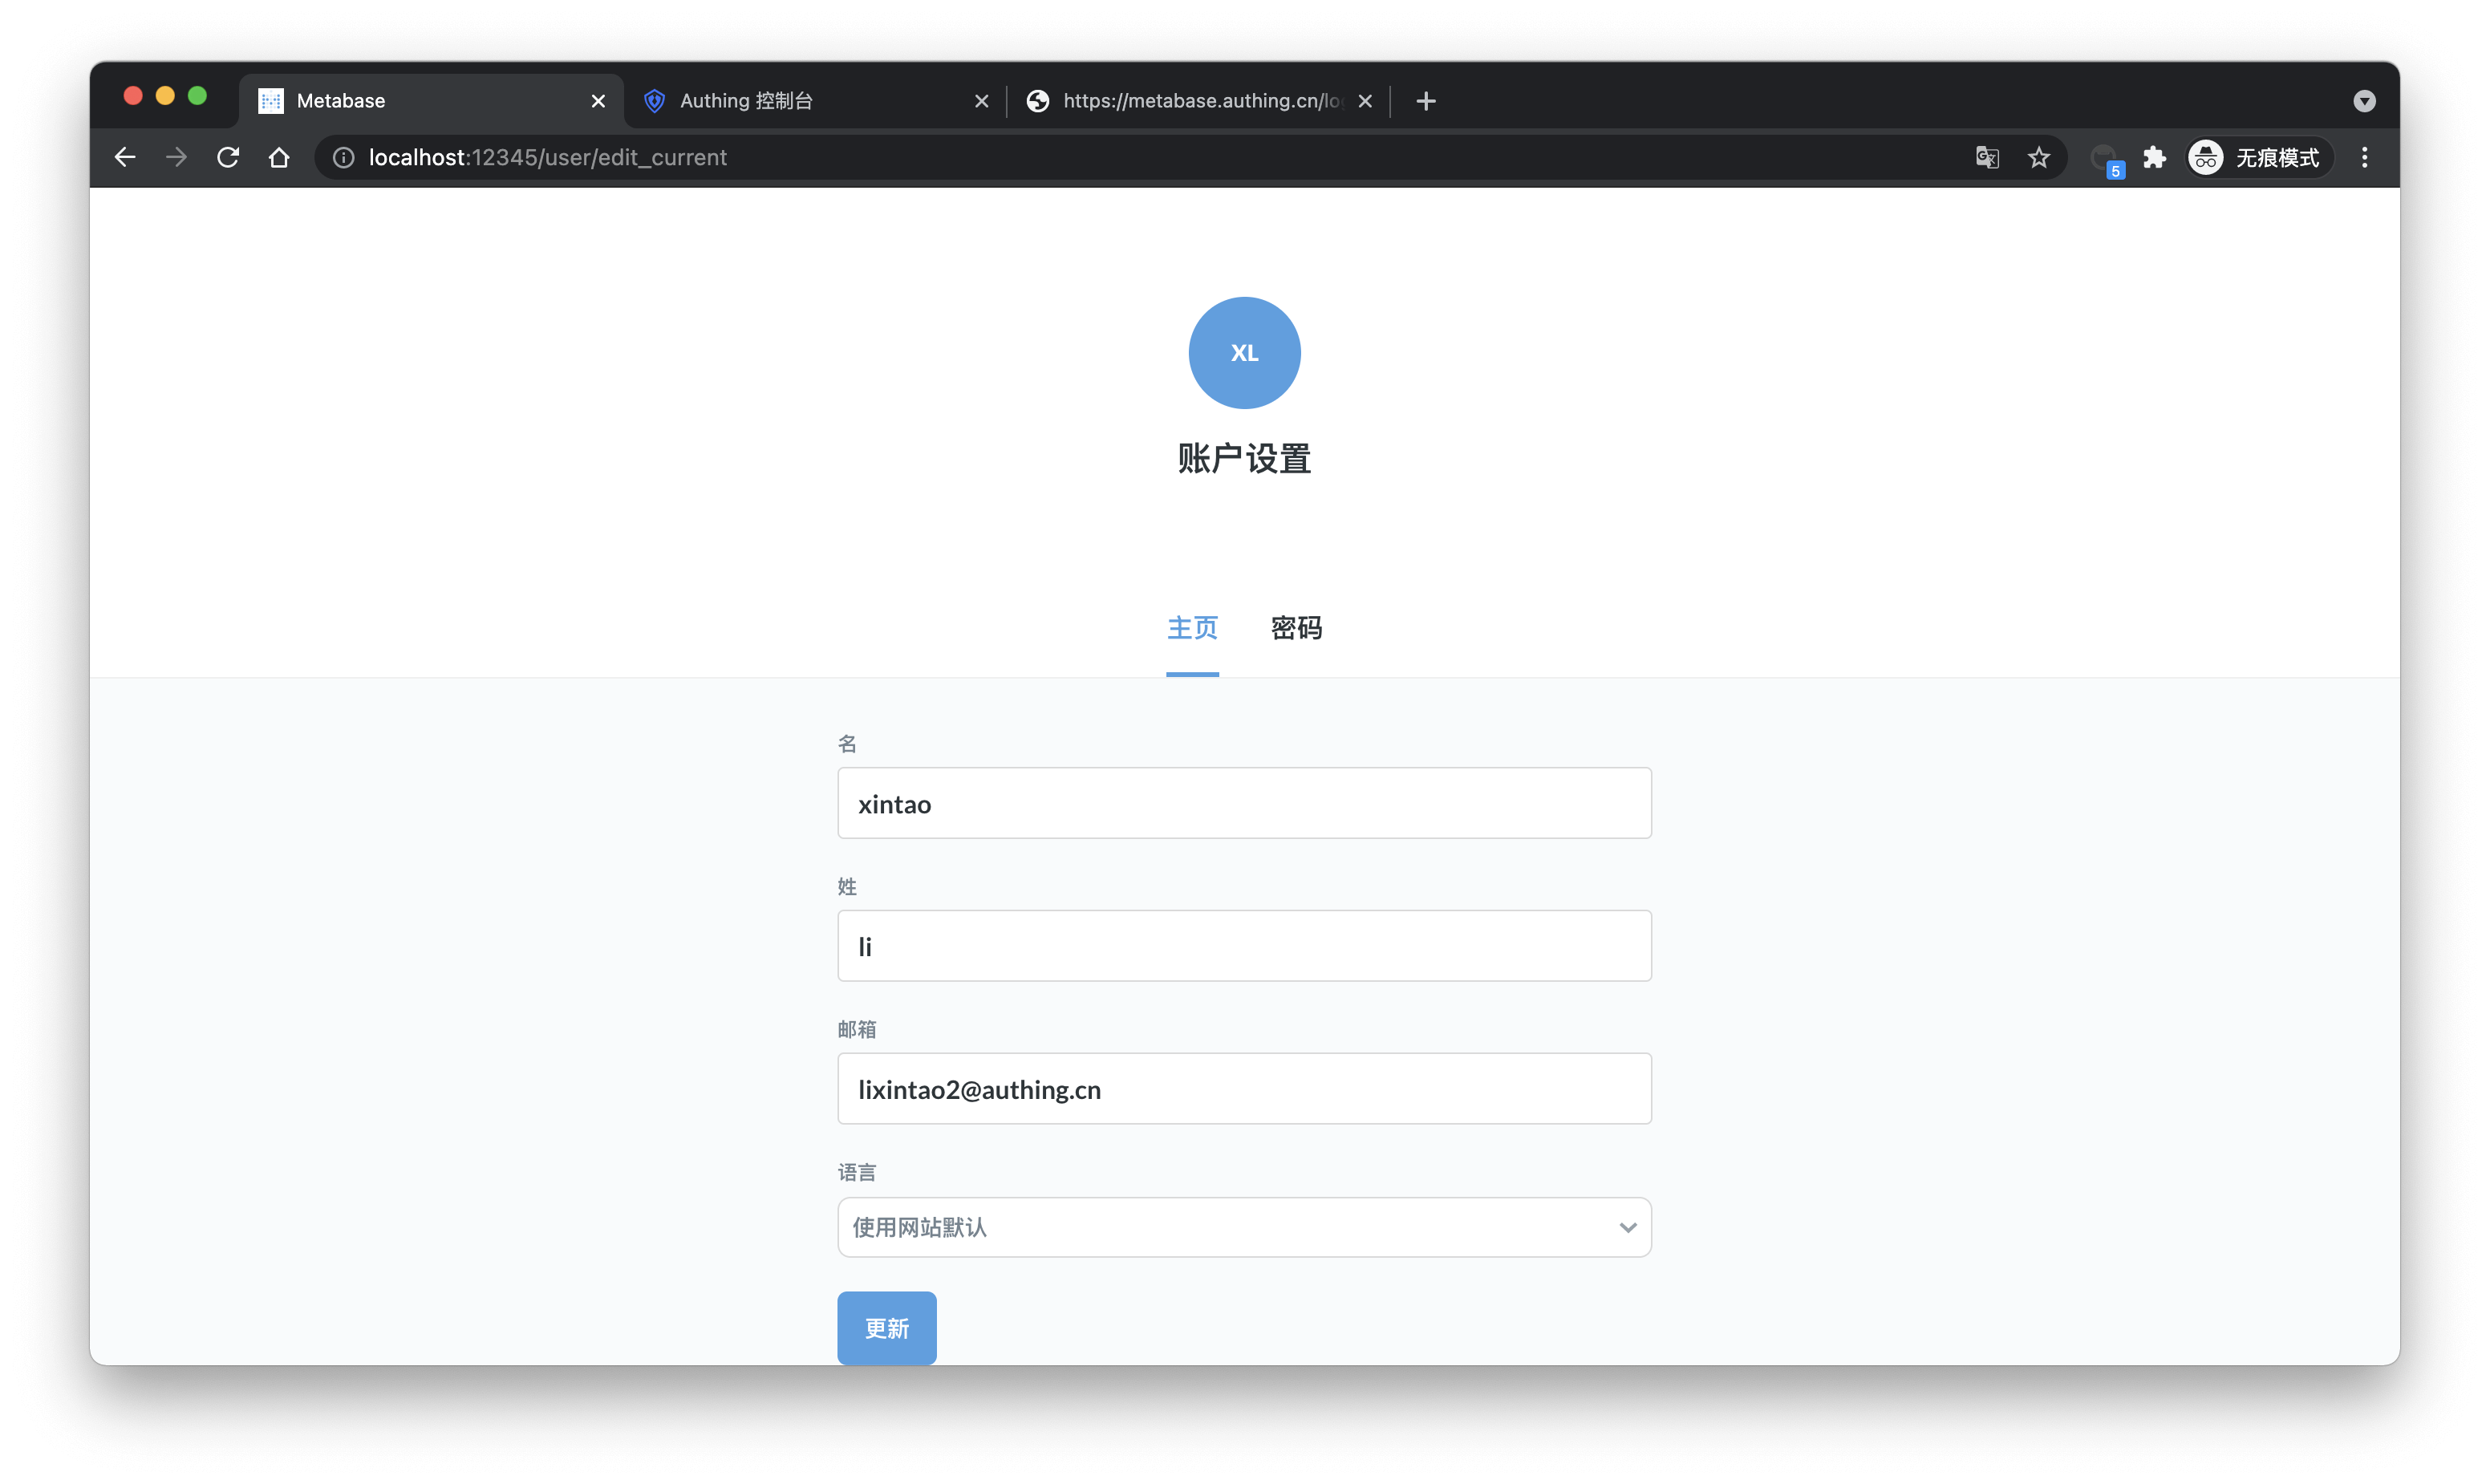 Metabase
Authing 控制台
https://metabase.authing.cn/lo
localhost:12345/user/edit_current
5
无痕模式
XL
账户设置
主页 密码
名
xintao
姓
li
邮箱
lixintao2@authing.cn
语言
使用网站默认
更新